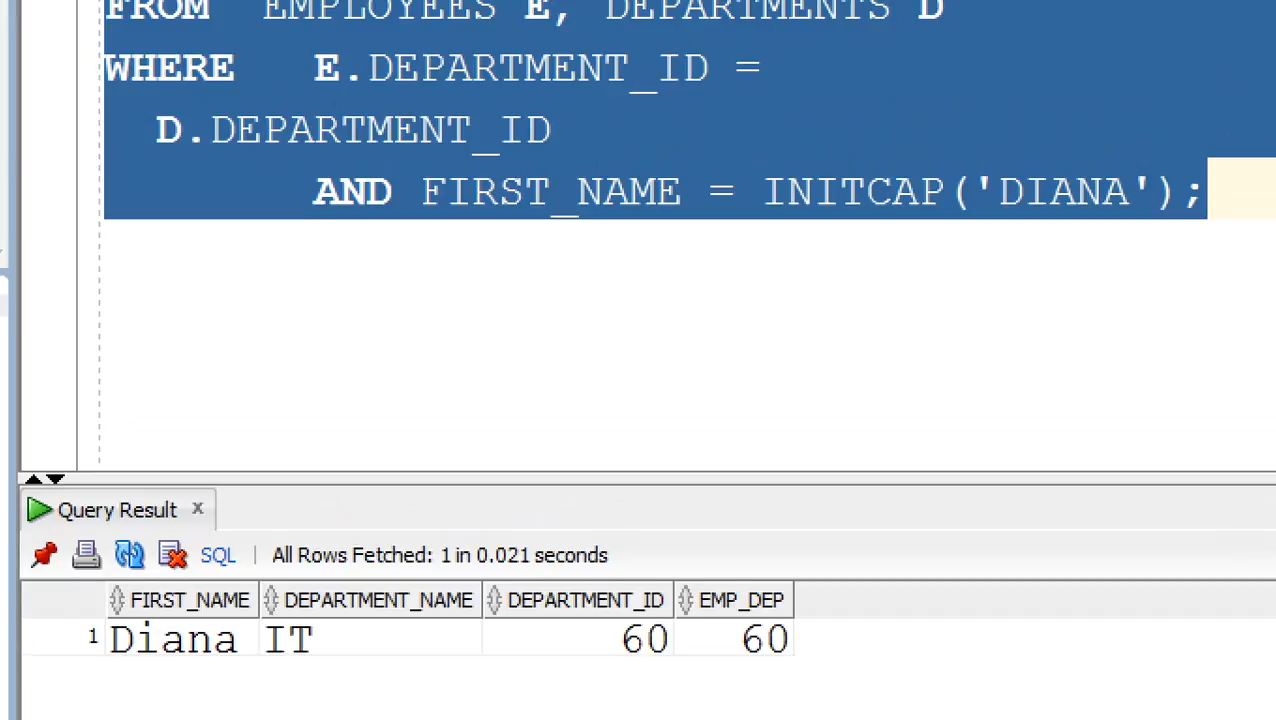 FROM EMPLOYEES E, DEPARTMENTS D
WHERE E.DEPARTMENT_ID =
D.DEPARTMENT_ID
AND FIRST_NAME = INITCAP('DIANA');
Query Result x
SQL | All Rows Fetched: 1 in 0.021 seconds
FIRST_NAME DEPARTMENT_NAME DEPARTMENT_ID EMP_DEP
1 Diana IT 60 60